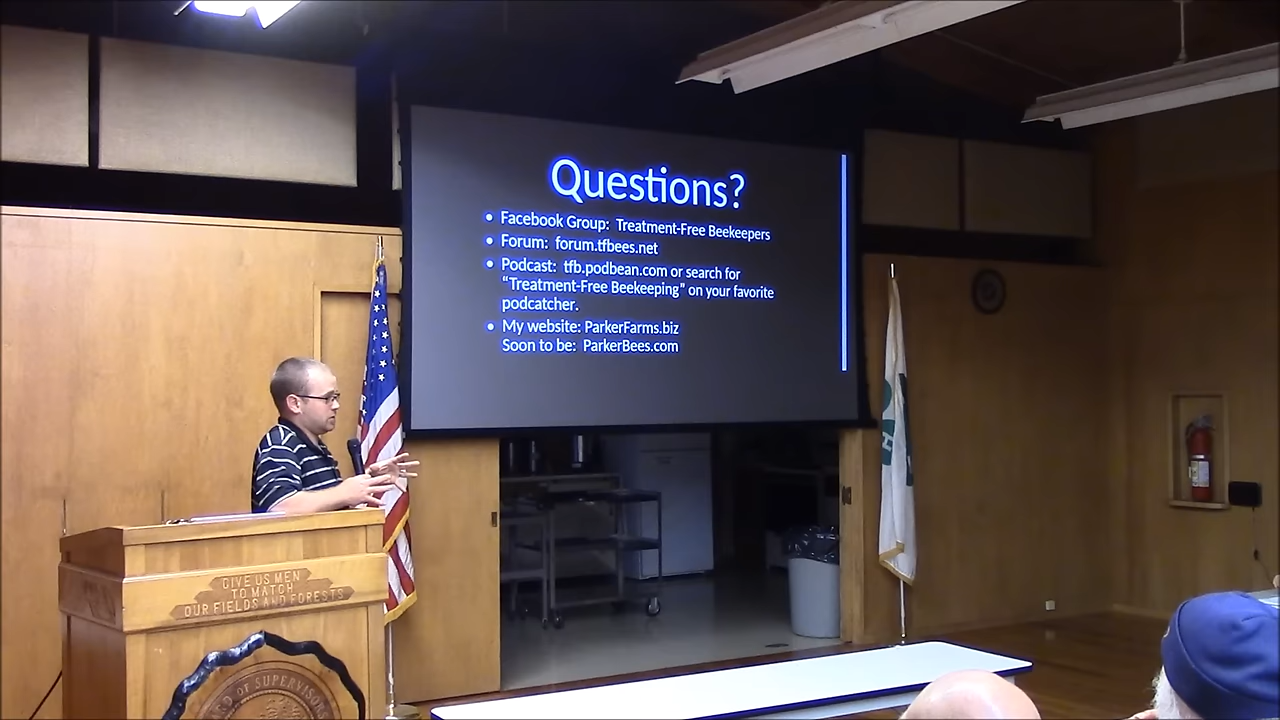 Questions?
• Facebook Group: Treatment-Free Beekeepers
• Forum: forum.tfbees.net
• Podcast: tfb.podbean.com or search for
“Treatment-Free Beekeeping” on your favorite
podcatcher.
• My website: ParkerFarms.biz
Soon to be: ParkerBees.com
GIVE US MEN
TO MATCH
OUR FIELDS AND FORESTS
OF SUPERVISORS